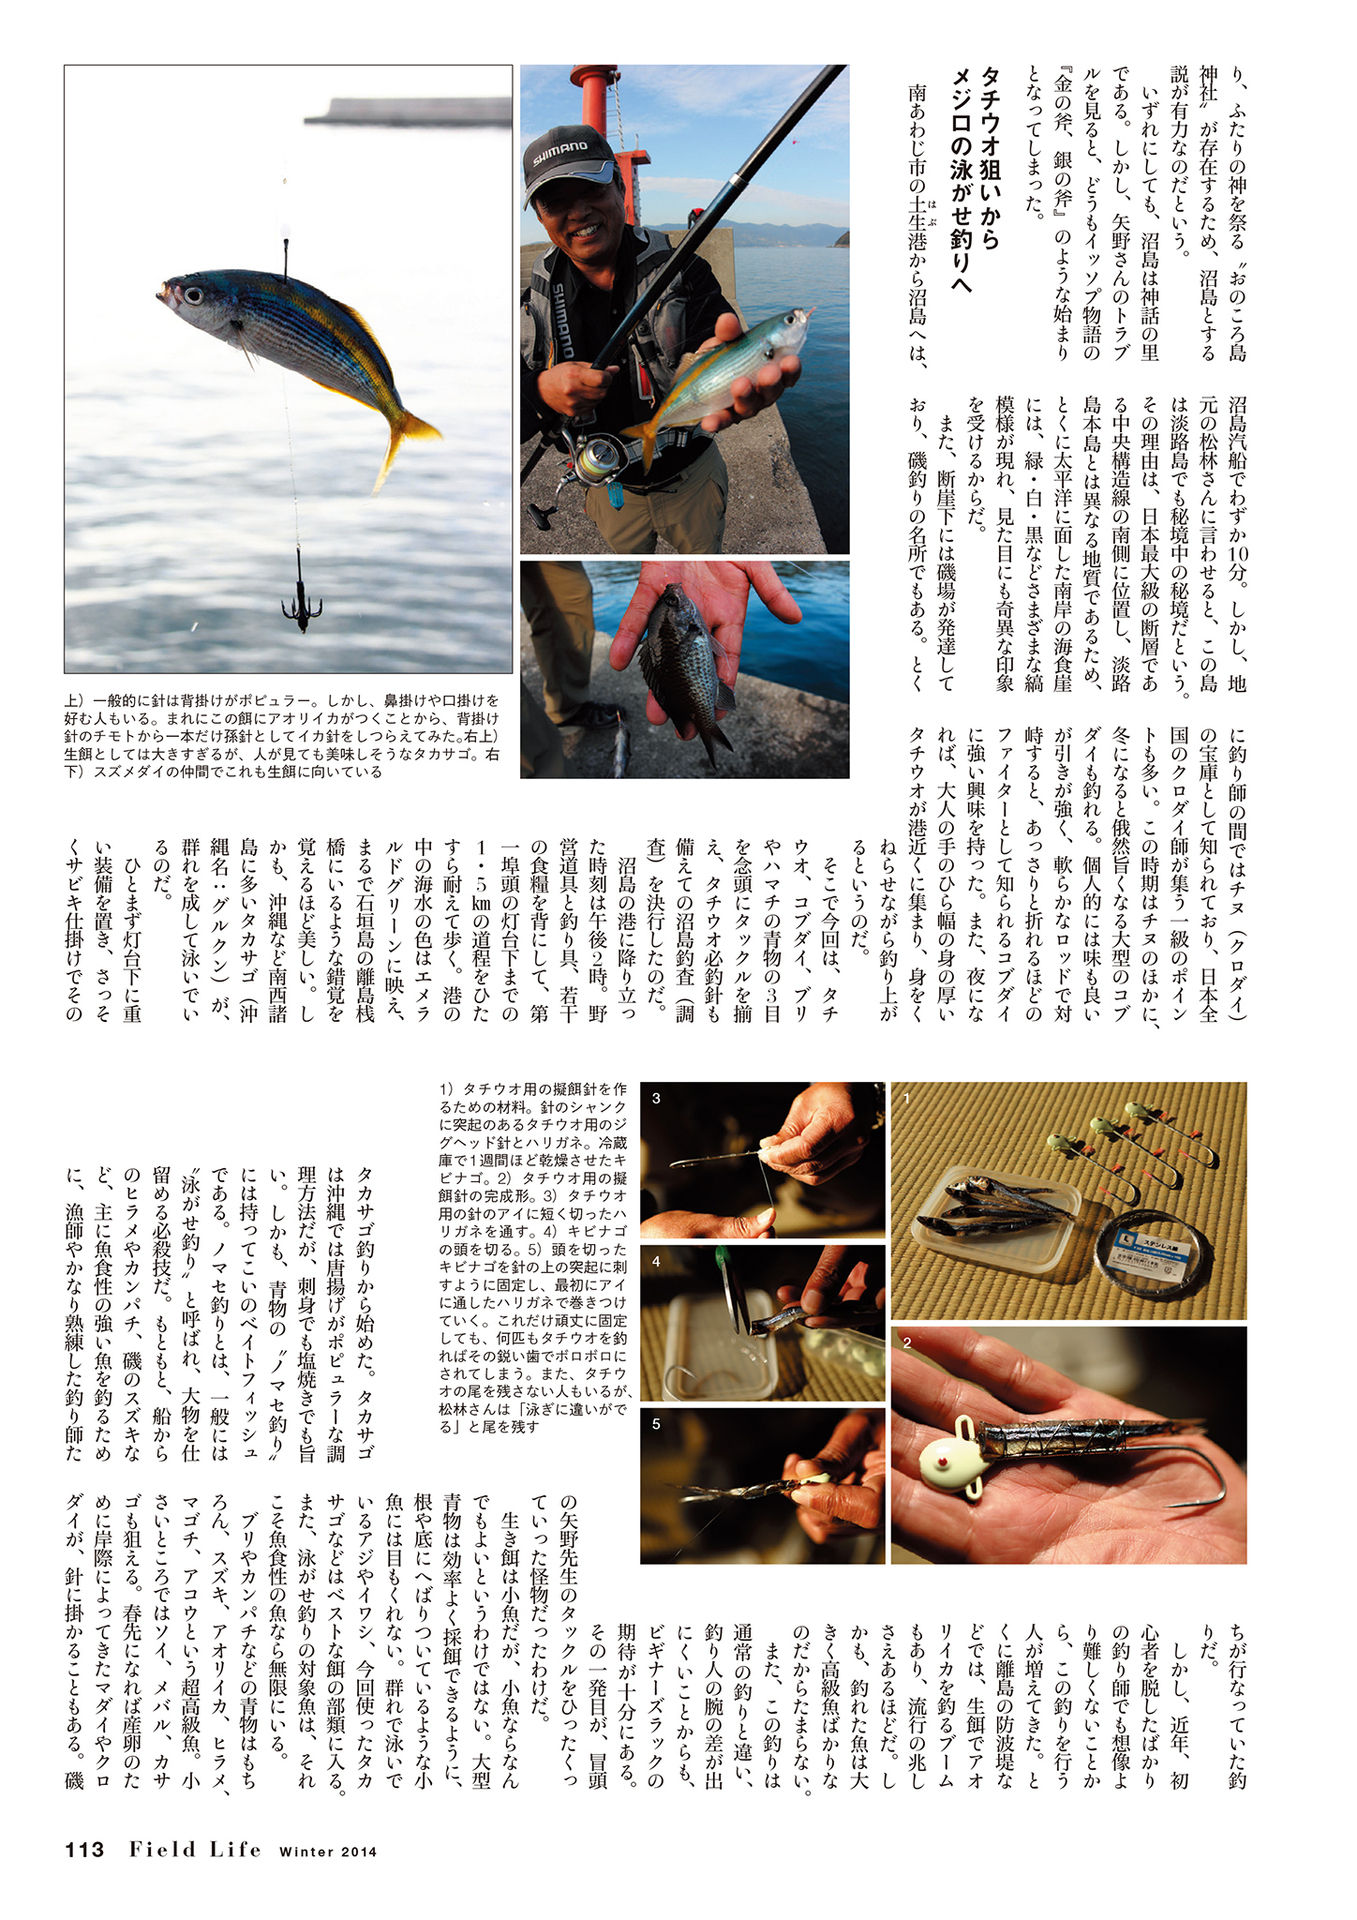 り、ふたりの神を祭る〝おのころ島
神社〟が存在するため、沼島とする
説が有力なのだという。
いずれにしても、沼島は神話の里
である。しかし、矢野さんのトラブ
ルを見ると、どうもイソップ物語の
『金の斧、銀の斧』のような始まり
となってしまった。
タチウオ狙いから
メジロの泳がせ釣りへ
南あわじ市の土生港から沼島へは、
はぶ
沼島汽船でわずか10分。しかし、地
元の松林さんに言わせると、この島
は淡路島でも秘境中の秘境だという。
その理由は、日本最大級の断層であ
る中央構造線の南側に位置し、淡路
島本島とは異なる地質であるため、
とくに太平洋に面した南岸の海食崖
には、緑・白・黒などさまざまな縞
模様が現れ、見た目にも奇異な印象
を受けるからだ。
また、断崖下には磯場が発達して
おり、磯釣りの名所でもある。とく
に釣り師の間ではチヌ（クロダイ）
の宝庫として知られており、日本全
国のクロダイ師が集う一級のポイン
トも多い。この時期はチヌのほかに、
冬になると俄然旨くなる大型のコブ
ダイも釣れる。個人的には味も良い
が引きが強く、軟らかなロッドで対
峙すると、あっさりと折れるほどの
ファイターとして知られるコブダイ
に強い興味を持った。また、夜にな
れば、大人の手のひら幅の身の厚い
タチウオが港近くに集まり、身をく
ねらせながら釣り上が
るというのだ。
そこで今回は、タチ
ウオ、コブダイ、ブリ
やハマチの青物の3目
を念頭にタックルを揃
え、タチウオ必釣針も
備えての沼島釣査（調
査）を決行したのだ。
沼島の港に降り立っ
た時刻は午後2時。野
営道具と釣り具、若干
の食糧を背にして、第
一埠頭の灯台下までの
1・5㎞の道程をひた
すら耐えて歩く。港の
中の海水の色はエメラ
ルドグリーンに映え、
まるで石垣島の離島桟
橋にいるような錯覚を
覚えるほど美しい。し
かも、沖縄など南西諸
島に多いタカサゴ（沖
縄名：グルクン）が、
群れを成して泳いでい
るのだ。
ひとまず灯台下に重
い装備を置き、さっそ
くサビキ仕掛けでその
タカサゴ釣りから始めた。タカサゴ
は沖縄では唐揚げがポピュラーな調
理方法だが、刺身でも塩焼きでも旨
い。しかも、青物の〝ノマセ釣り〟
には持ってこいのベイトフィッシュ
である。ノマセ釣りとは、一般には
〝泳がせ釣り〟と呼ばれ、大物を仕
留める必殺技だ。もともと、船から
のヒラメやカンパチ、磯のスズキな
ど、主に魚食性の強い魚を釣るため
に、漁師やかなり熟練した釣り師た
ちが行なっていた釣
りだ。
しかし、近年、初
心者を脱したばかり
の釣り師でも想像よ
り難しくないことか
ら、この釣りを行う
人が増えてきた。と
くに離島の防波堤な
どでは、生餌でアオ
リイカを釣るブーム
もあり、流行の兆し
さえあるほどだ。し
かも、釣れた魚は大
きく高級魚ばかりな
のだからたまらない。
また、この釣りは
通常の釣りと違い、
釣り人の腕の差が出
にくいことからも、
ビギナーズラックの
期待が十分にある。
その一発目が、冒頭
の矢野先生のタックルをひったくっ
ていった怪物だったわけだ。
生き餌は小魚だが、小魚ならなん
でもよいというわけではない。大型
青物は効率よく採餌できるように、
根や底にへばりついているような小
魚には目もくれない。群れで泳いで
いるアジやイワシ、今回使ったタカ
サゴなどはベストな餌の部類に入る。
また、泳がせ釣りの対象魚は、それ
こそ魚食性の魚なら無限にいる。
ブリやカンパチなどの青物はもち
ろん、スズキ、アオリイカ、ヒラメ、
マゴチ、アコウという超高級魚。小
さいところではソイ、メバル、カサ
ゴも狙える。春先になれば産卵のた
めに岸際によってきたマダイやクロ
ダイが、針に掛かることもある。磯
SHIMANO
SHIMANO
上）一般的に針は背掛けがポピュラー。しかし、鼻掛けや口掛けを
好む人もいる。まれにこの餌にアオリイカがつくことから、背掛け
針のチモトから一本だけ孫針としてイカ針をしつらえてみた。右上）
生餌としては大きすぎるが、人が見ても美味しそうなタカサゴ。右
下）スズメダイの仲間でこれも生餌に向いている
1
2
3
4
5
L
ステンレス線
1）タチウオ用の擬餌針を作
るための材料。針のシャンク
に突起のあるタチウオ用のジ
グヘッド針とハリガネ。冷蔵
庫で1週間ほど乾燥させたキ
ビナゴ。2）タチウオ用の擬
餌針の完成形。3）タチウオ
用の針のアイに短く切ったハ
リガネを通す。4）キビナゴ
の頭を切る。5）頭を切った
キビナゴを針の上の突起に刺
すように固定し、最初にアイ
に通したハリガネで巻きつけ
ていく。これだけ頑丈に固定
しても、何匹もタチウオを釣
ればその鋭い歯でボロボロに
されてしまう。また、タチウ
オの尾を残さない人もいるが、
松林さんは「泳ぎに違いがで
る」と尾を残す
113 Field Life Winter 2014